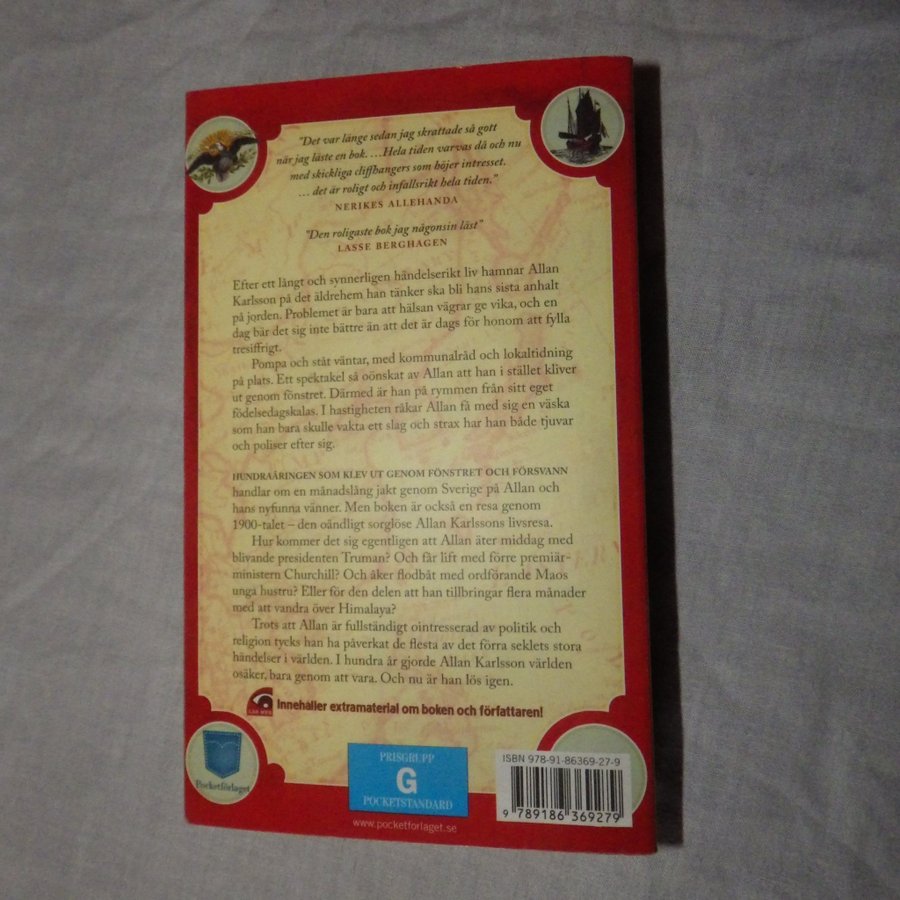 "Det var länge sedan jag skrattade så gott
när jag läste en bok. …Hela tiden varvas då och nu
med skickliga cliffhangers som höjer intresset.
… det är roligt och infallsrikt hela tiden."
NERIKES ALLEHANDA
"Den roligaste bok jag någonsin läst"
LASSE BERGHAGEN
Efter ett långt och synnerligen händelserikt liv hamnar Allan
Karlsson på det äldrehem han tänker ska bli hans sista anhalt
på jorden. Problemet är bara att hälsan vägrar ge vika, och en
dag bär det sig inte bättre än att det är dags för honom att fylla
tresiffrigt.
Pompa och ståt väntar, med kommunalråd och lokaltidning
på plats. Ett spektakel så oönskat av Allan att han i stället kliver
ut genom fönstret. Därmed är han på rymmen från sitt eget
födelsedagskalas. I hastigheten råkar Allan få med sig en väska
som han bara skulle vakta ett slag och strax har han både tjuvar
och poliser efter sig.
HUNDRAÅRINGEN SOM KLEV UT GENOM FÖNSTRET OCH FÖRSVANN
handlar om en månadslång jakt genom Sverige på Allan och
hans nyfunna vänner. Men boken är också en resa genom
1900-talet – den oändligt sorglöse Allan Karlssons livsresa.
Hur kommer det sig egentligen att Allan äter middag med
blivande presidenten Truman? Och får lift med förre premiär-
ministern Churchill? Och åker flodbåt med ordförande Maos
unga hustru? Eller för den delen att han tillbringar flera månader
med att vandra över Himalaya?
Trots att Allan är fullständigt ointresserad av politik och
religion tycks han ha påverkat de flesta av det förra seklets stora
händelser i världen. I hundra år gjorde Allan Karlsson världen
osäker, bara genom att vara. Och nu är han lös igen.
LÄS MER
Innehåller extramaterial om boken och författaren!
Pocketförlaget
PRISGRUPP
G
POCKETSTANDARD
www.pocketforlaget.se
ISBN 978-91-86369-27-9
9 789186 369279